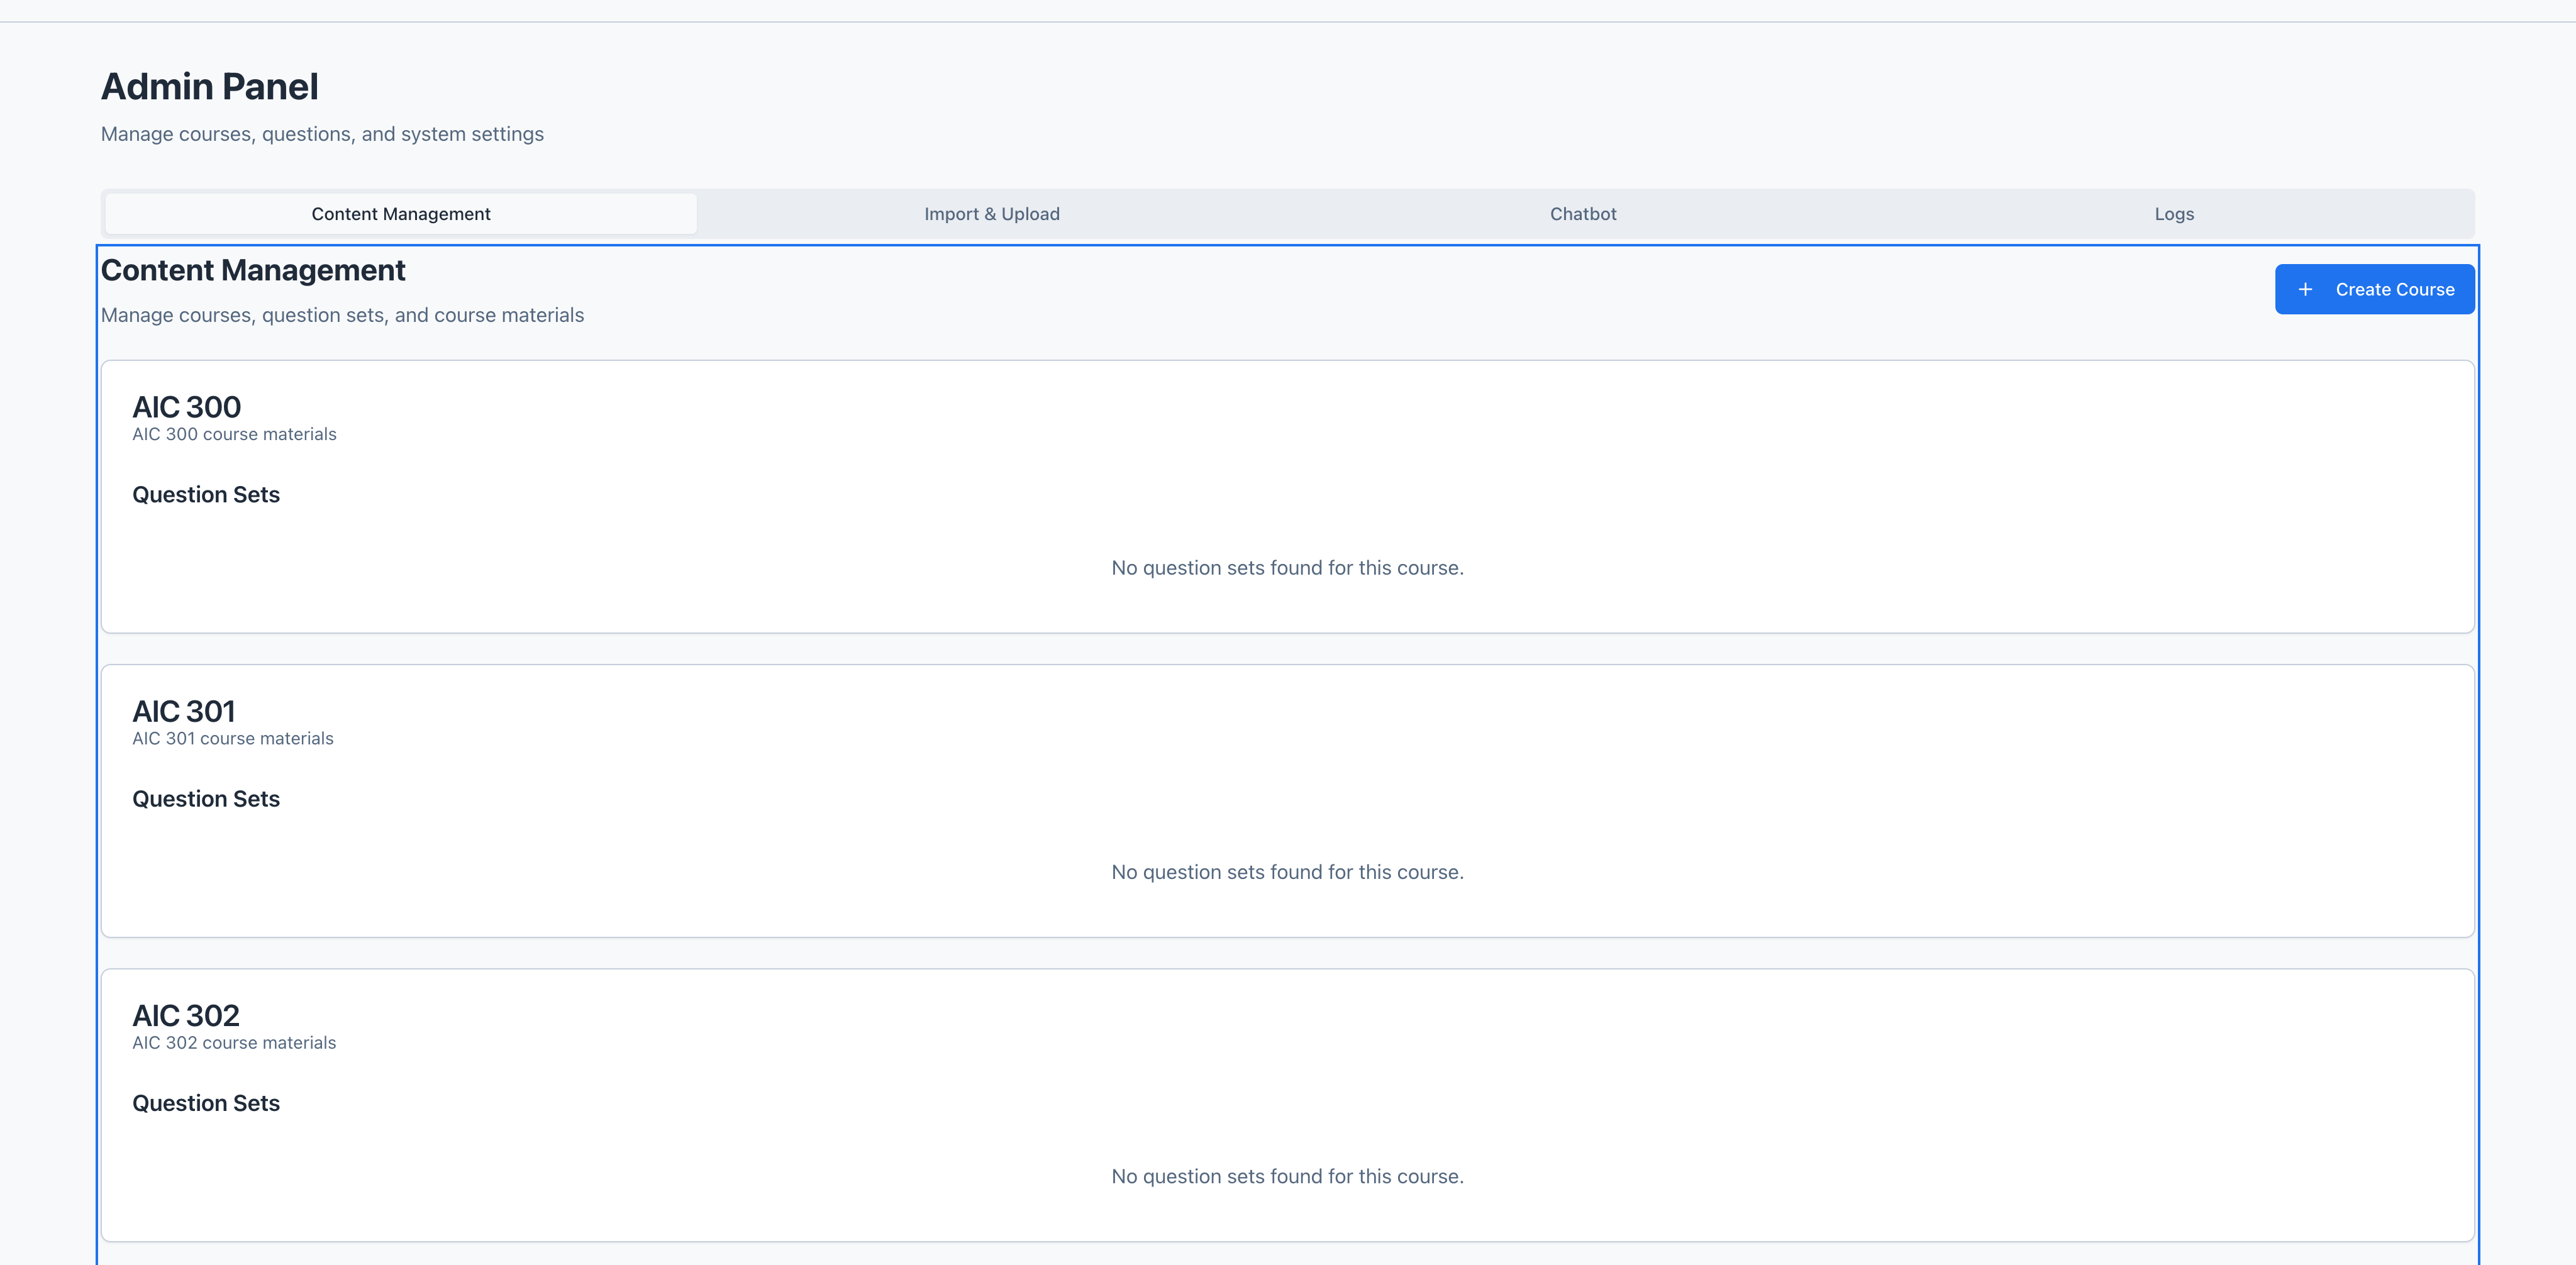 Admin Panel
Manage courses, questions, and system settings
Content Management
Import & Upload
Chatbot
Logs
Content Management
Manage courses, question sets, and course materials
Create Course
AIC 300
AIC 300 course materials
Question Sets
No question sets found for this course.
AIC 301
AIC 301 course materials
Question Sets
No question sets found for this course.
AIC 302
AIC 302 course materials
Question Sets
No question sets found for this course.